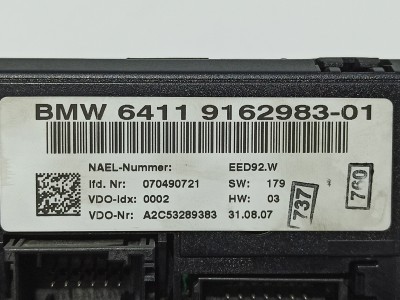 BMW 6411 9162983-01
NAEL-Nummer: EED92.W
lfd. Nr: 070490721 SW: 179
VDO-Idx: 0002 HW: 03
VDO-Nr: A2C53289383 31.08.07
737
760